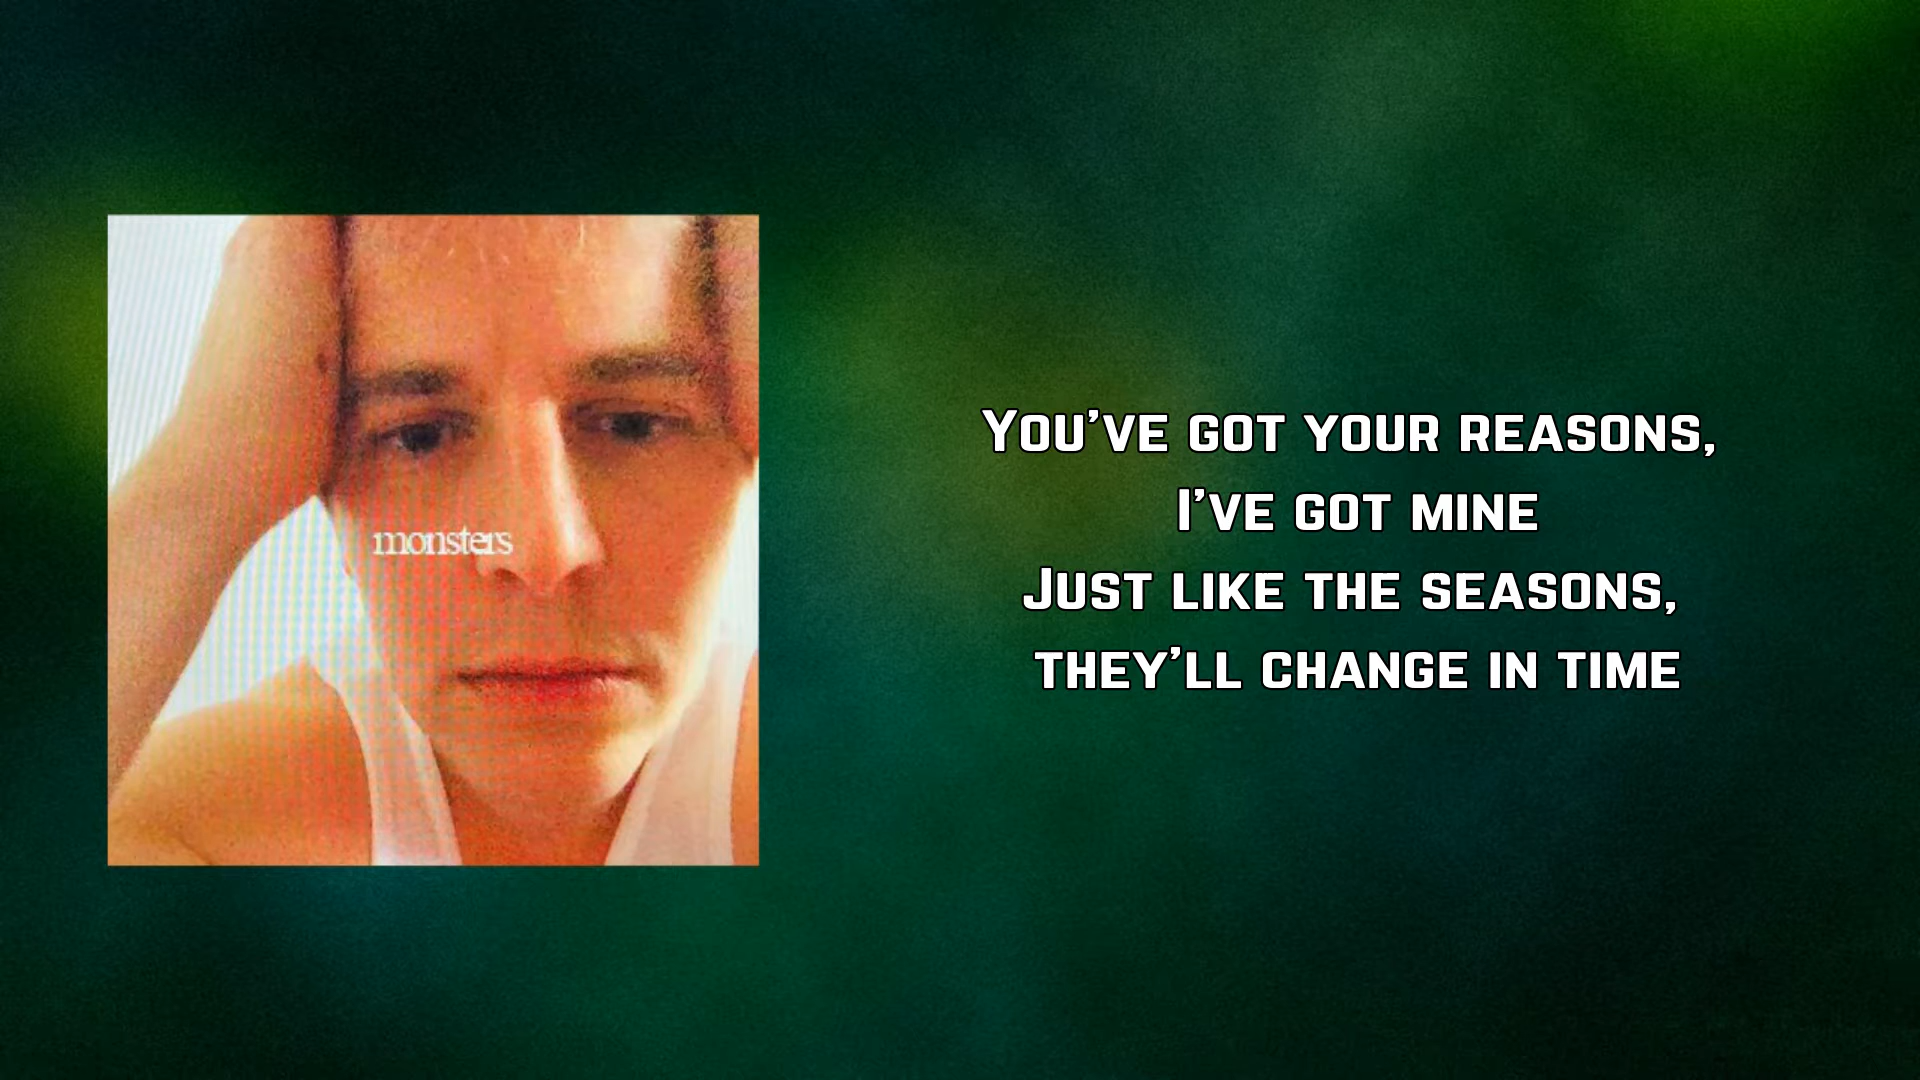 monsters
You've got your reasons,
I've got mine
Just like the seasons,
they'll change in time